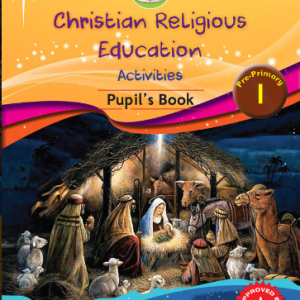 Christian Religious
Education
Activities
Pupil's Book
Pre-Primary
1
APPROVED